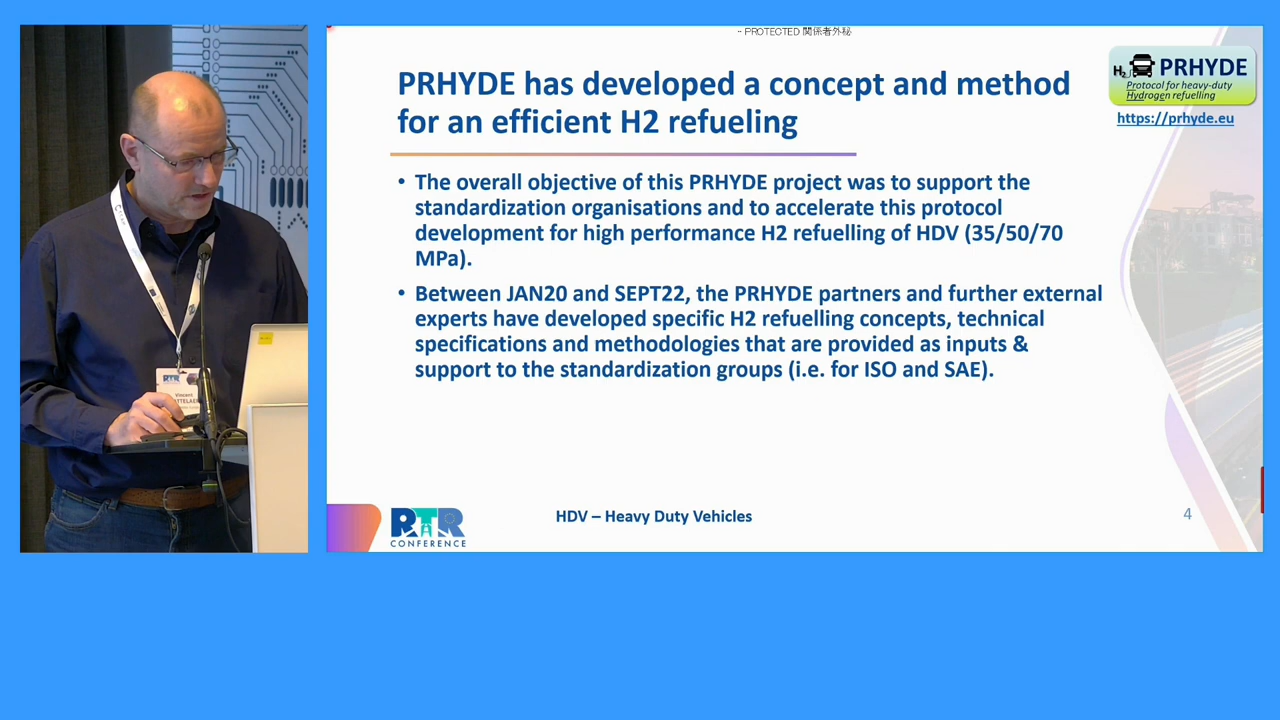 - PROTECTED 関係者外秘
PRHYDE has developed a concept and method
for an efficient H2 refueling
H2
PRHYDE
Protocol for heavy-duty
Hydrogen refuelling
https://prhyde.eu
• The overall objective of this PRHYDE project was to support the
standardization organisations and to accelerate this protocol
development for high performance H2 refuelling of HDV (35/50/70
MPa).
• Between JAN20 and SEPT22, the PRHYDE partners and further external
experts have developed specific H2 refuelling concepts, technical
specifications and methodologies that are provided as inputs &
support to the standardization groups (i.e. for ISO and SAE).
RTR
CONFERENCE
HDV – Heavy Duty Vehicles
4
RTR
Vincent